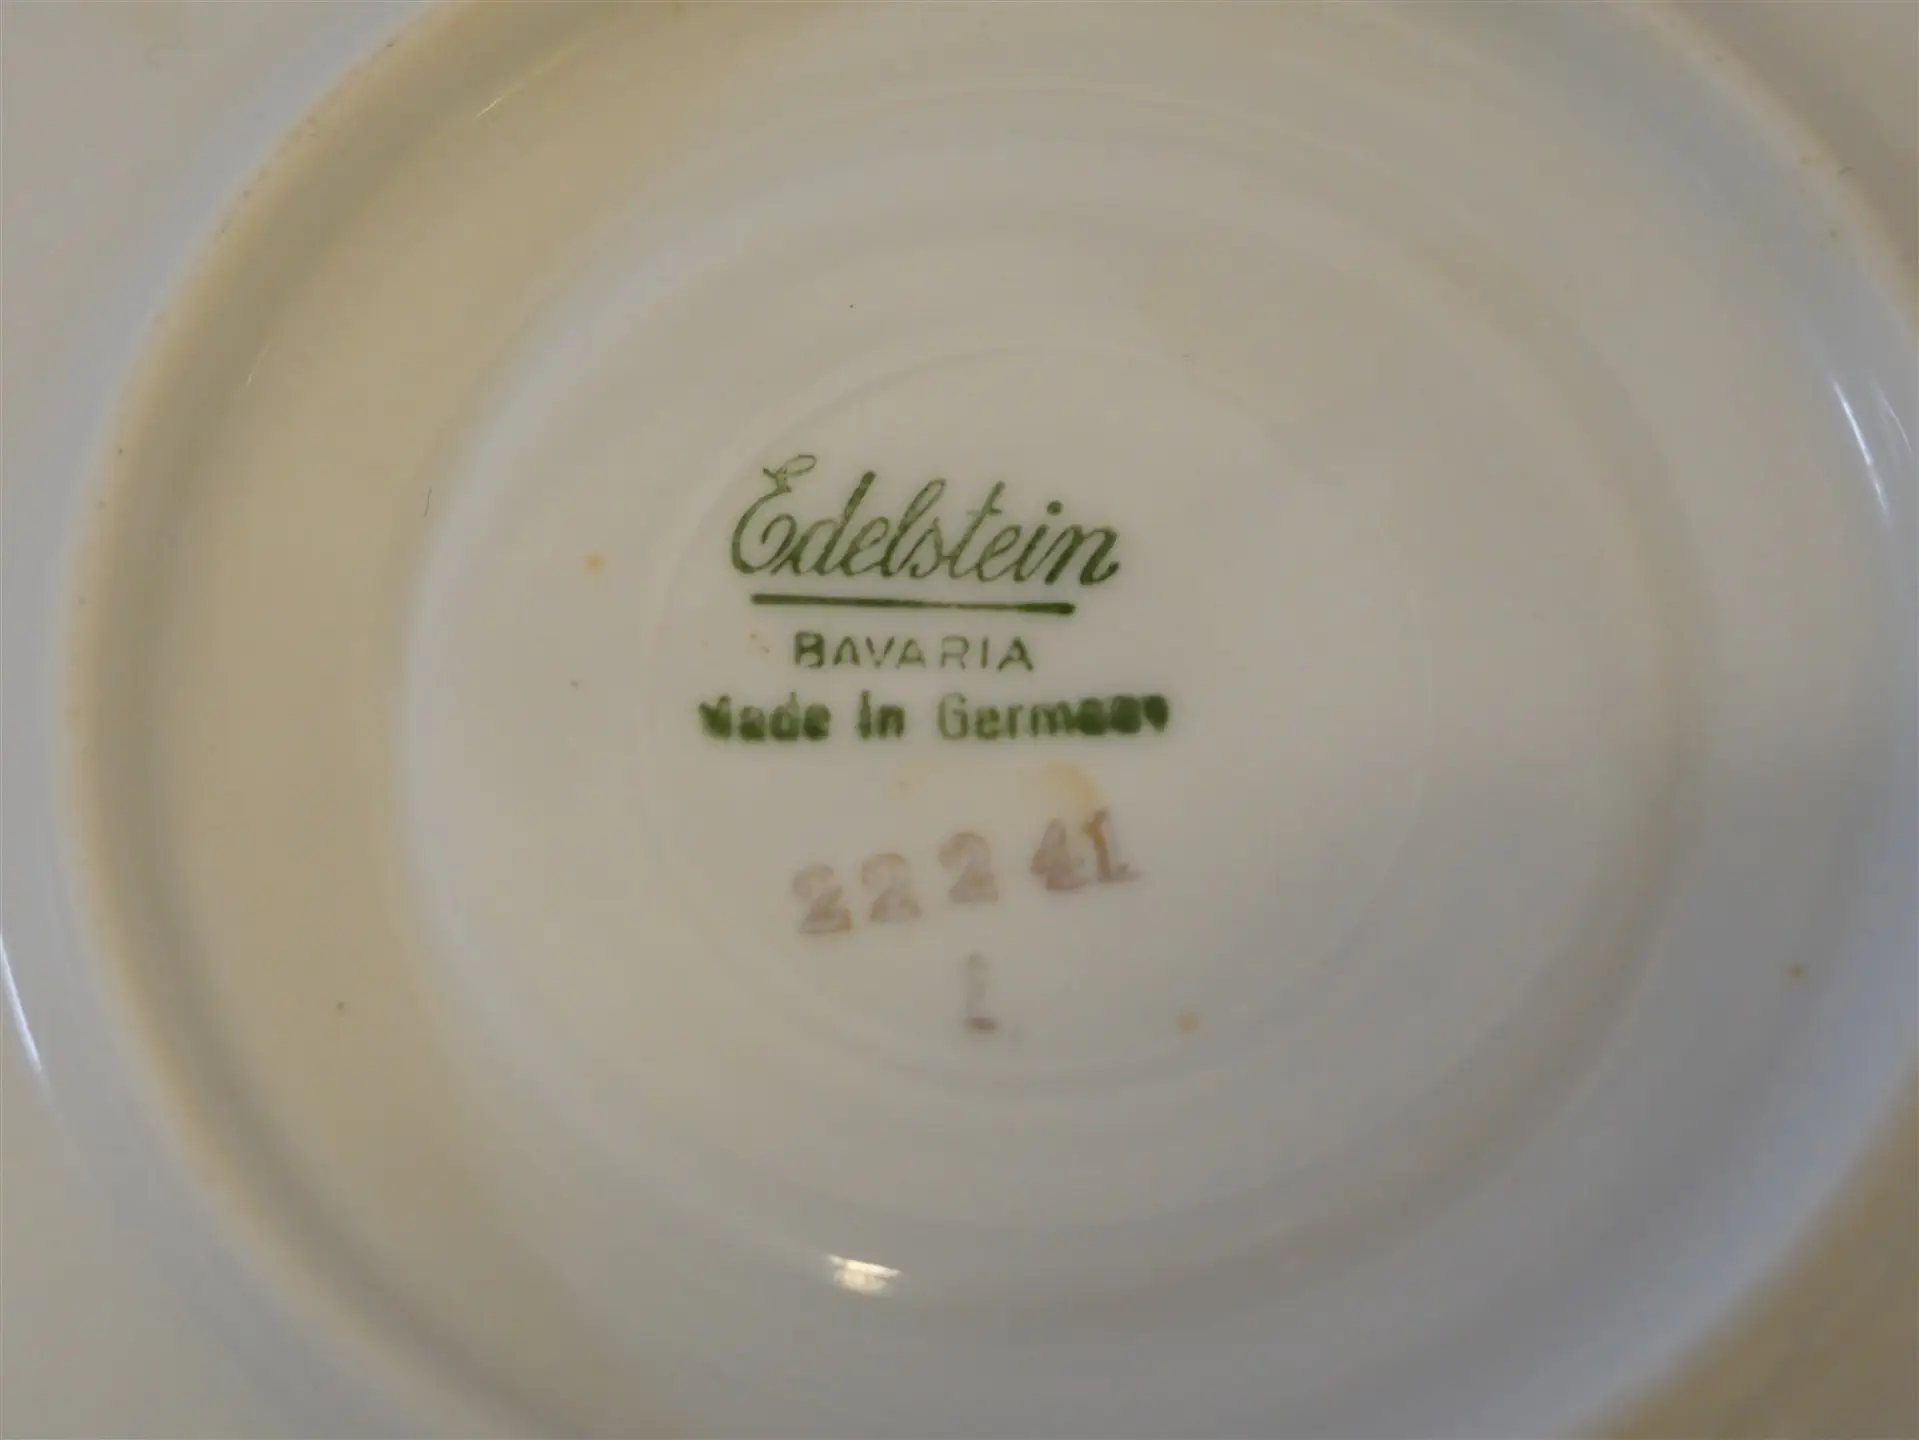 Edelstein
BAVARIA
Made in Germany
22241
1